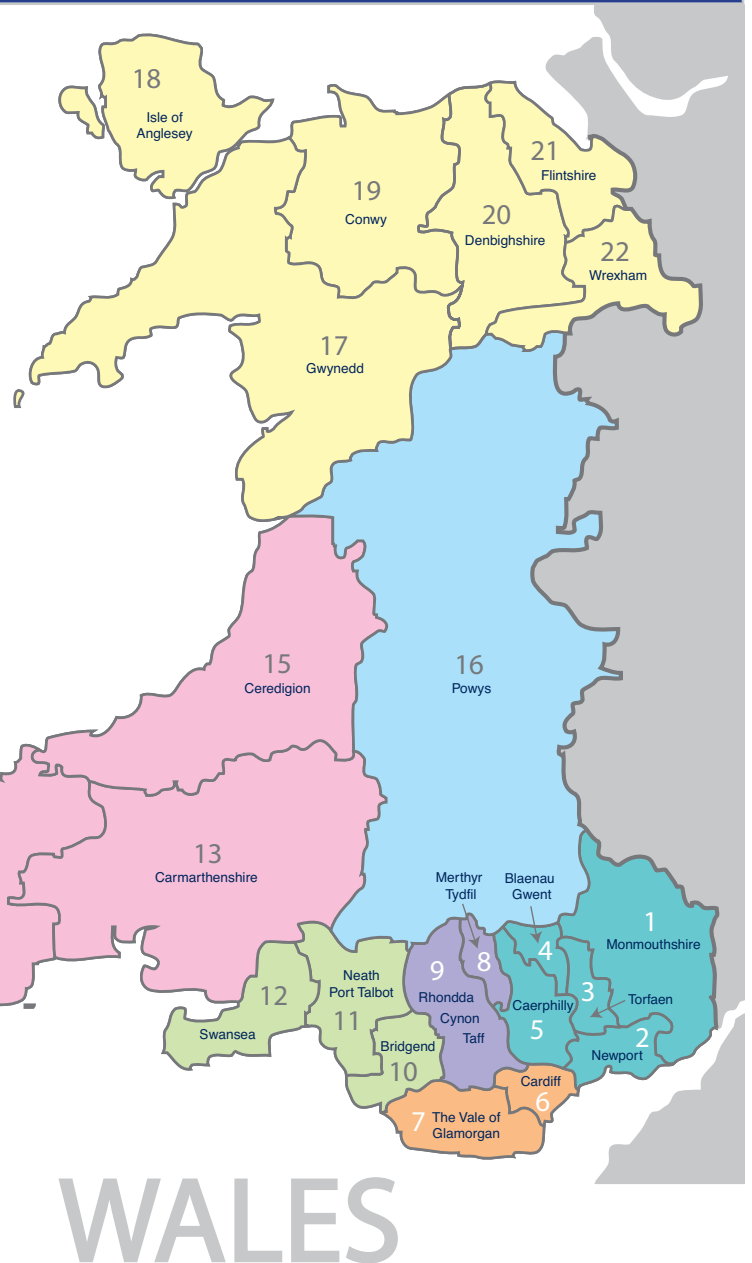 18
Isle of
Anglesey
19
Conwy
20
Denbighshire
21
Flintshire
22
Wrexham
17
Gwynedd
15
Ceredigion
16
Powys
13
Carmarthenshire
Merthyr
Tydfil
Blaenau
Gwent
1
Monmouthshire
4
8
9
Rhondda
Cynon
Taff
Caerphilly
5
3
Torfaen
2
Newport
12
Swansea
Neath
Port Talbot
11
Bridgend
10
Cardiff
6
7 The Vale of
Glamorgan
WALES